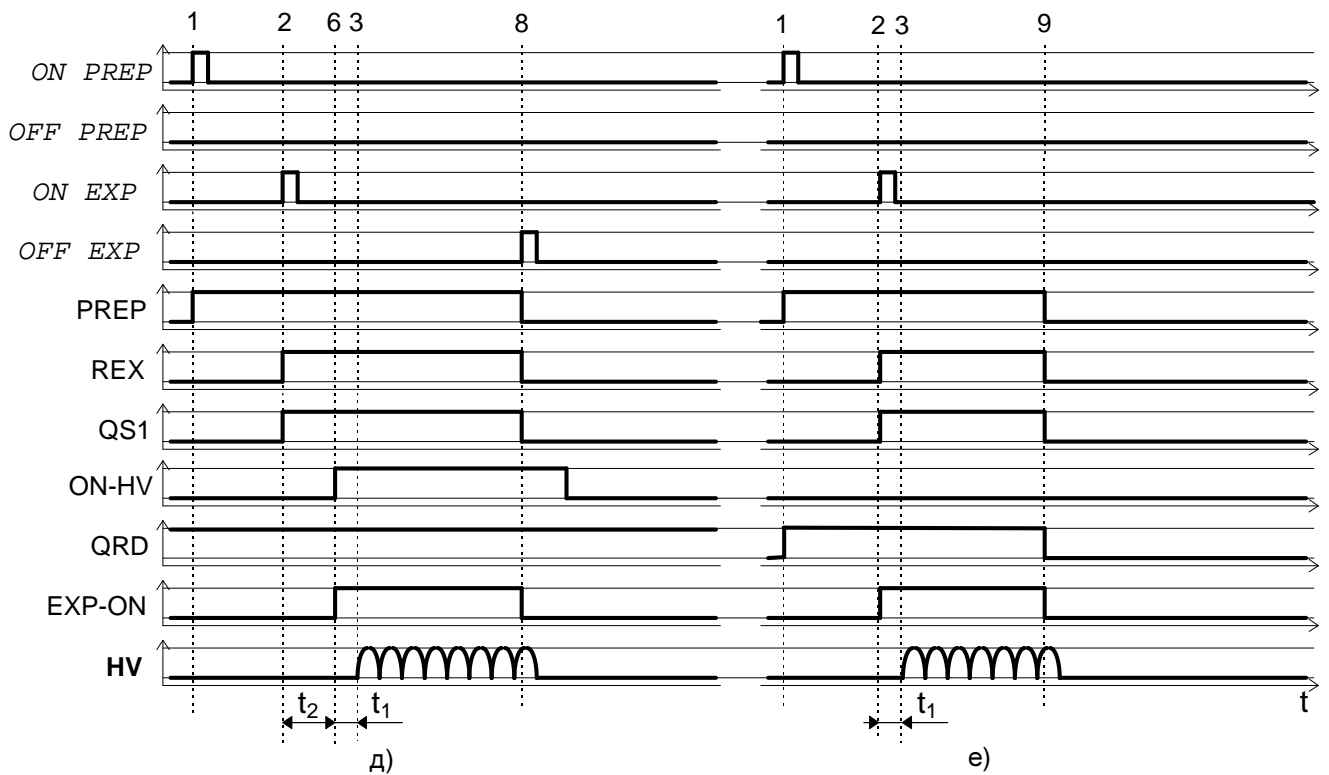 1 2 6 3 8 1 2 3 9
ON PREP
OFF PREP
ON EXP
OFF EXP
PREP
REX
QS1
ON-HV
QRD
EXP-ON
HV
t
t₂ t₁ t₁
д) е)